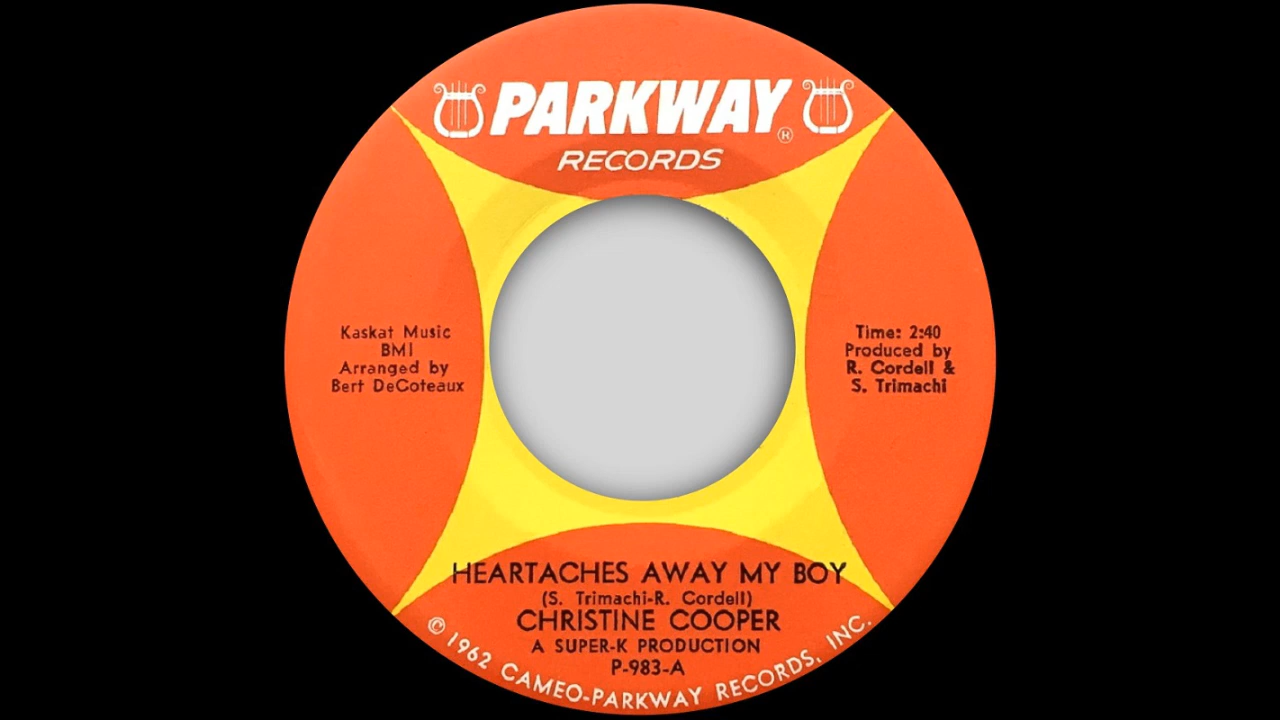 PARKWAY ®
RECORDS
Kaskat Music
BMI
Arranged by
Bert DeCoteaux
Time: 2:40
Produced by
R. Cordell &
S. Trimachi
HEARTACHES AWAY MY BOY
(S. Trimachi-R. Cordell)
CHRISTINE COOPER
A SUPER-K PRODUCTION
P-983-A
© 1962 CAMEO-PARKWAY RECORDS, INC.